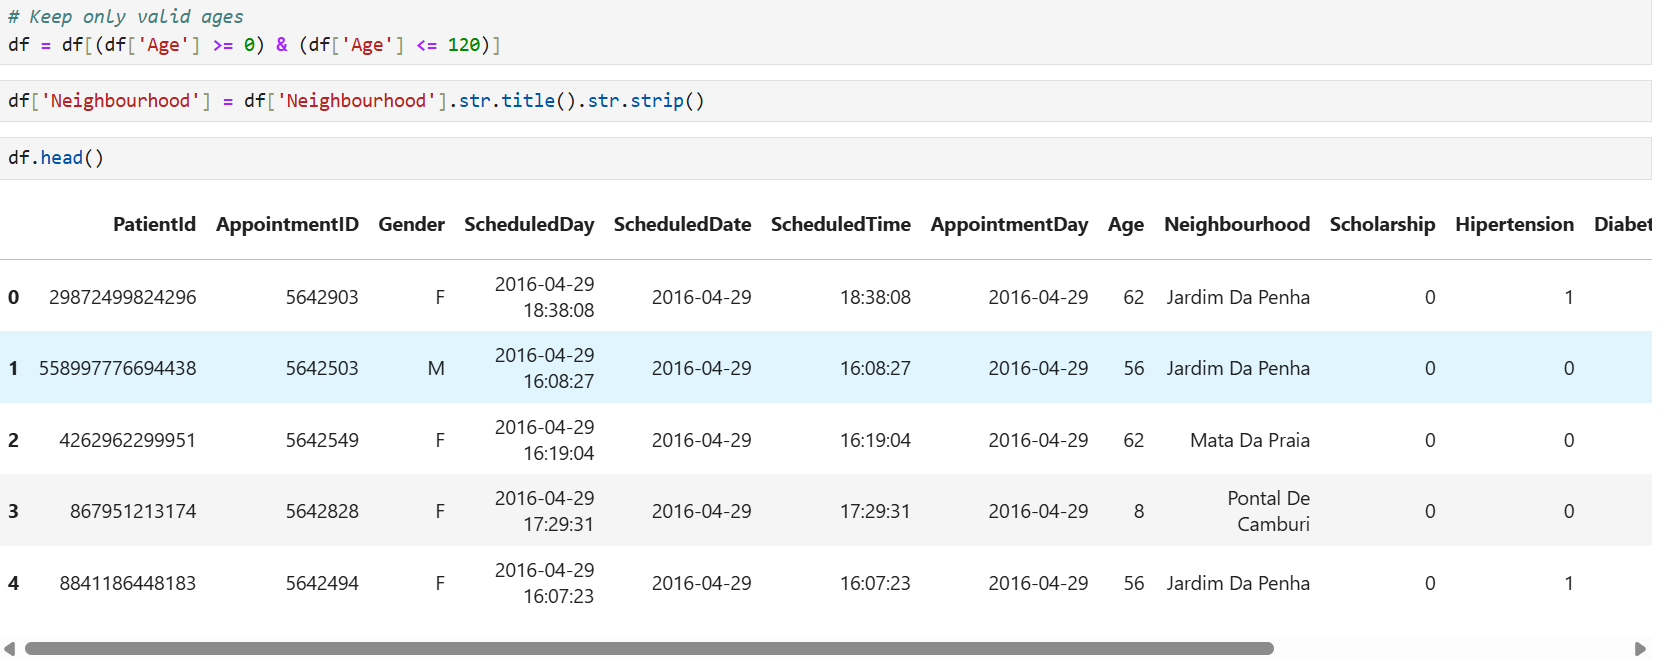 # Keep only valid ages
df = df[(df['Age'] >= 0) & (df['Age'] <= 120)]
df['Neighbourhood'] = df['Neighbourhood'].str.title().str.strip()
df.head()
PatientId AppointmentID Gender ScheduledDay ScheduledDate ScheduledTime AppointmentDay Age Neighbourhood Scholarship Hipertension Diabet
0 29872499824296 5642903 F 2016-04-29 18:38:08 2016-04-29 18:38:08 2016-04-29 62 Jardim Da Penha 0 1
1 558997776694438 5642503 M 2016-04-29 16:08:27 2016-04-29 16:08:27 2016-04-29 56 Jardim Da Penha 0 0
2 4262962299951 5642549 F 2016-04-29 16:19:04 2016-04-29 16:19:04 2016-04-29 62 Mata Da Praia 0 0
3 867951213174 5642828 F 2016-04-29 17:29:31 2016-04-29 17:29:31 2016-04-29 8 Pontal De Camburi 0 0
4 8841186448183 5642494 F 2016-04-29 16:07:23 2016-04-29 16:07:23 2016-04-29 56 Jardim Da Penha 0 1